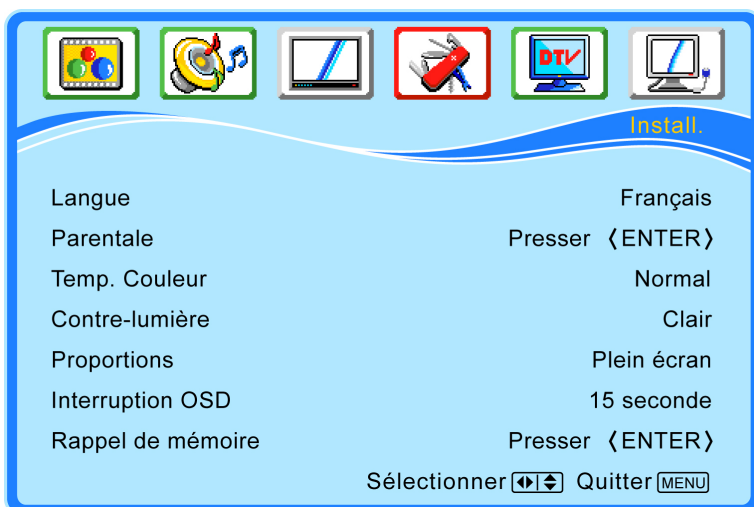 DTV
Install.
Langue Français
Parentale Presser 〈ENTER〉
Temp. Couleur Normal
Contre-lumière Clair
Proportions Plein écran
Interruption OSD 15 seconde
Rappel de mémoire Presser 〈ENTER〉
Sélectionner Quitter MENU